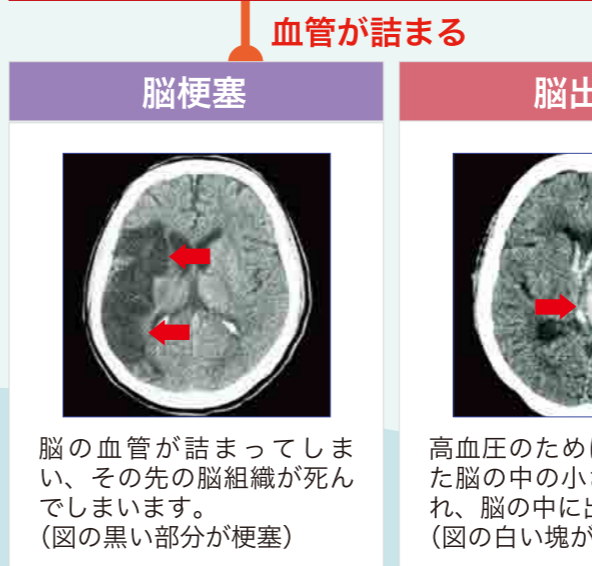 血管が詰まる
脳梗塞
脳の血管が詰まってしま
い、その先の脳組織が死ん
でしまいます。
（図の黒い部分が梗塞）
脳出
高血圧のため
た脳の中の小
れ、脳の中に
（図の白い塊が